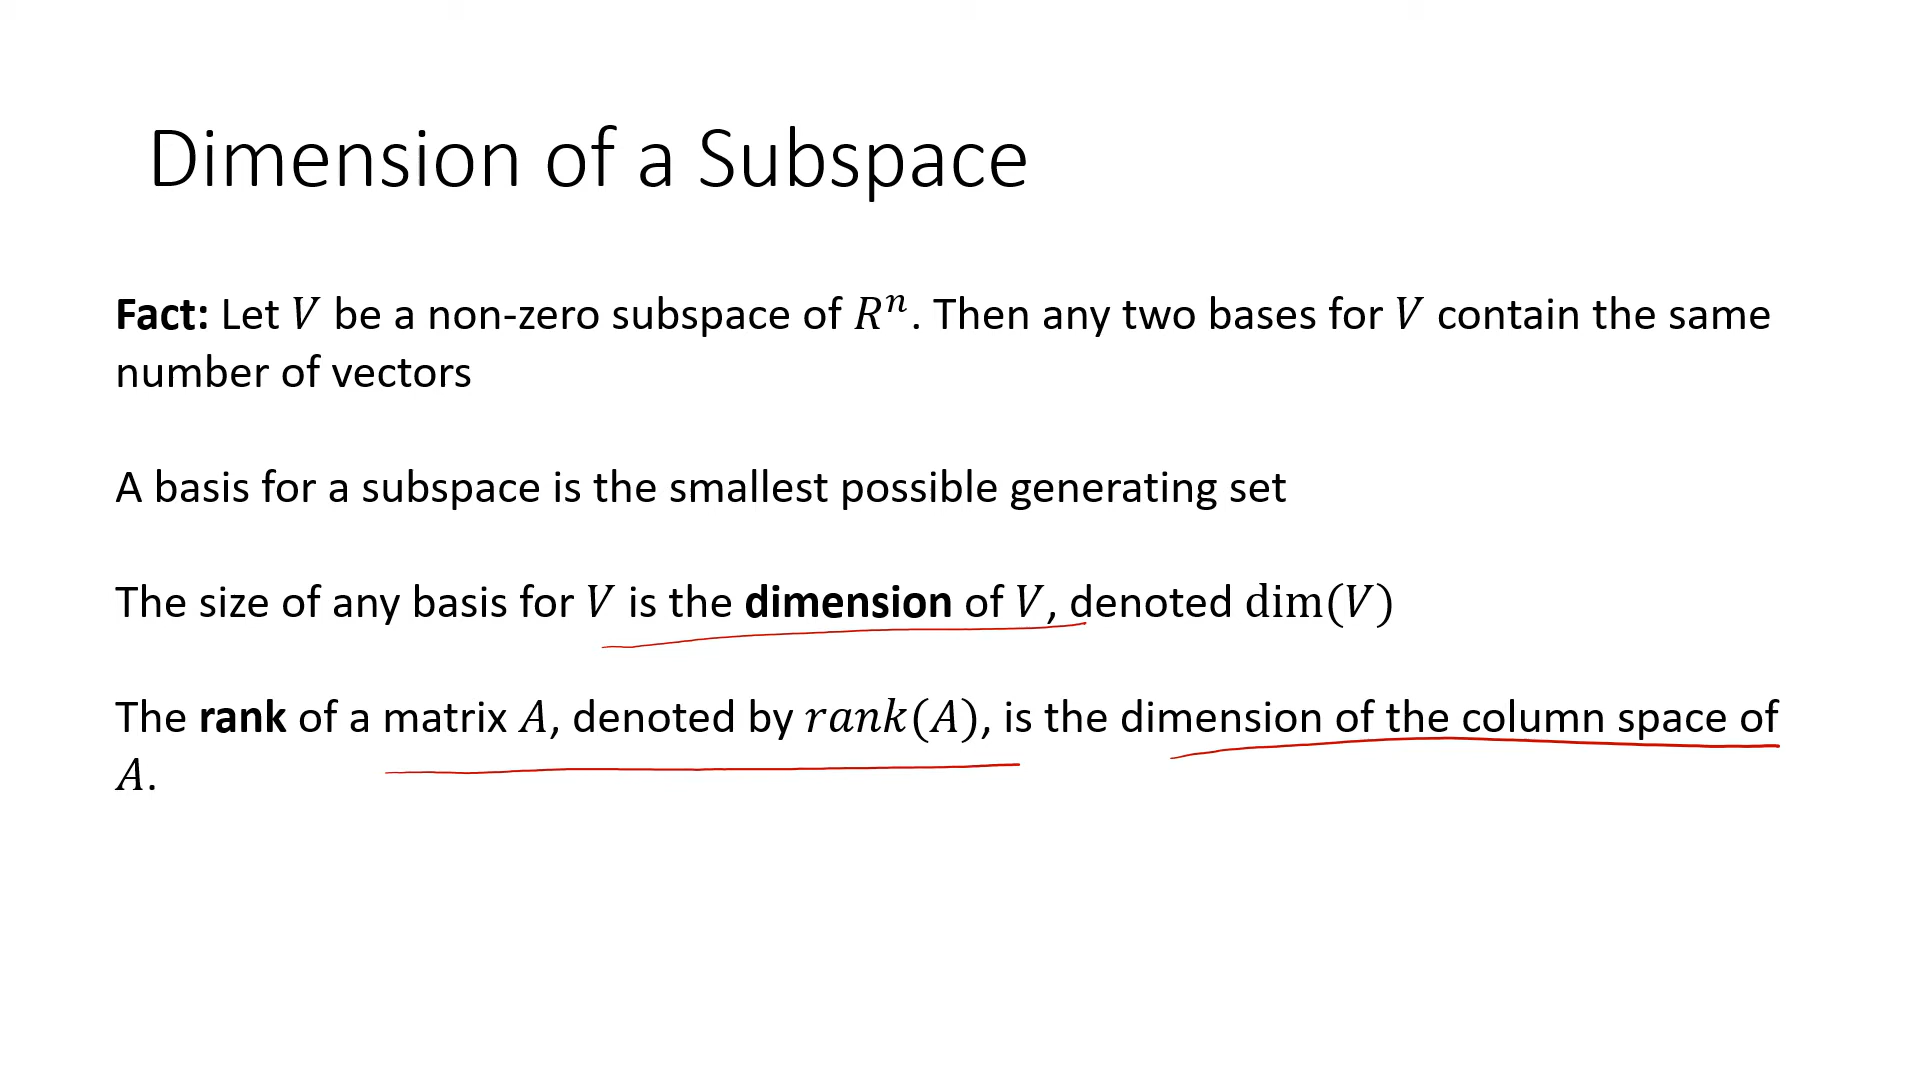 Dimension of a Subspace
Fact: Let V be a non-zero subspace of Rⁿ. Then any two bases for V contain the same
number of vectors
A basis for a subspace is the smallest possible generating set
The size of any basis for V is the dimension of V, denoted dim(V)
The rank of a matrix A, denoted by rank(A), is the dimension of the column space of
A.